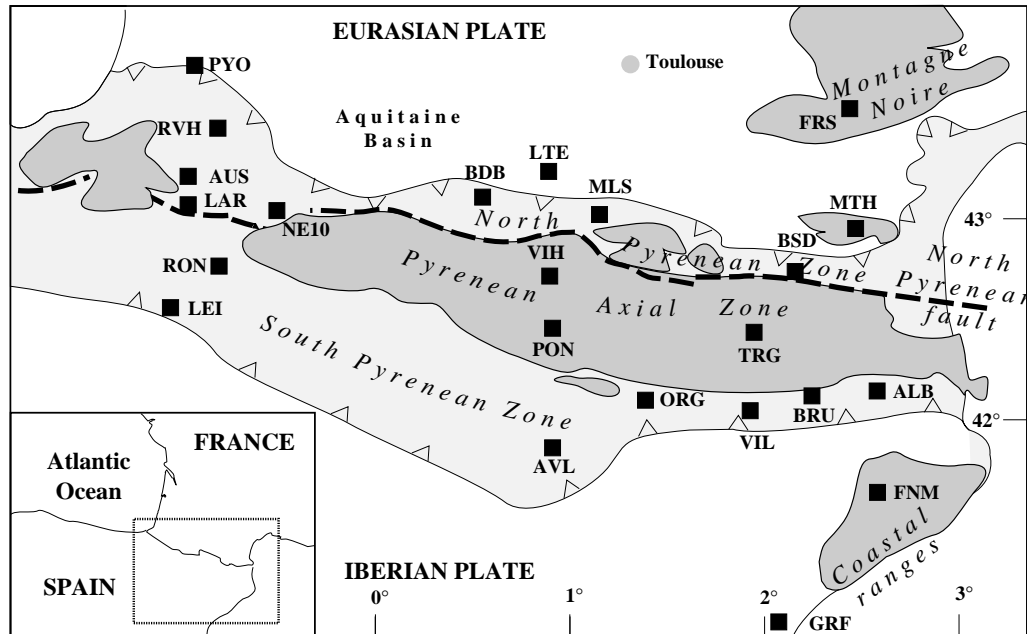 EURASIAN PLATE
PYO
Toulouse
Montagne
Noire
FRS
RVH
Aquitaine
Basin
LTE
BDB
MLS
AUS
LAR
NE10
MTH
43°
North
Pyrenean
Zone
BSD
North
Pyrenean
fault
VIH
RON
LEI
Pyrenean
Axial
Zone
PON
TRG
South Pyrenean Zone
ORG
VIL
BRU
ALB
42°
AVL
FRANCE
Atlantic
Ocean
SPAIN
FNM
Coastal
ranges
IBERIAN PLATE
0°
1°
2°
3°
GRF